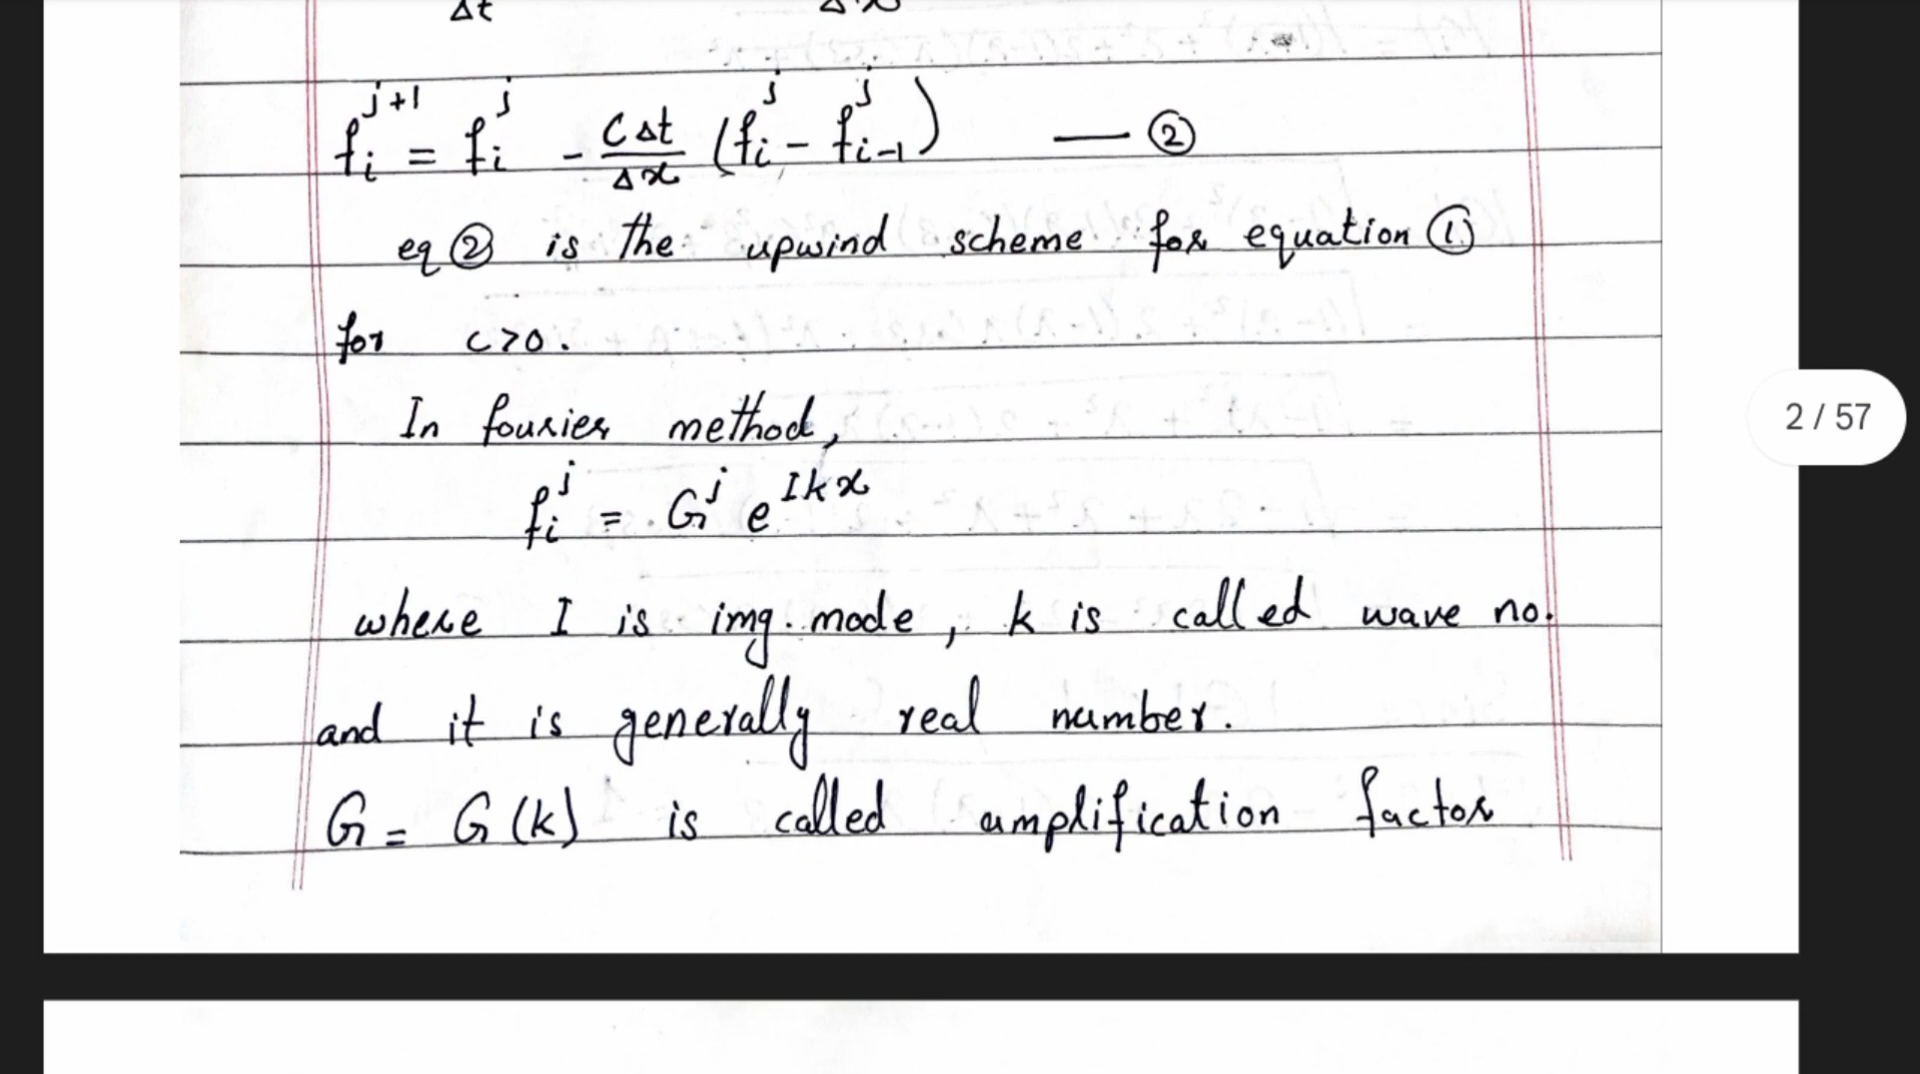 Δt Δx
f_i^{j+1} = f_i^j - CΔt/Δx (f_i^j - f_{i-1}^j) — ②
eq ② is the upwind scheme for equation ①
for c>0.
In fourier method,
f_i^j = G^j e^{Ikx}
where I is img. mode, k is called wave no.
2 / 57
and it is generally real number.
G = G(k) is called amplification factor